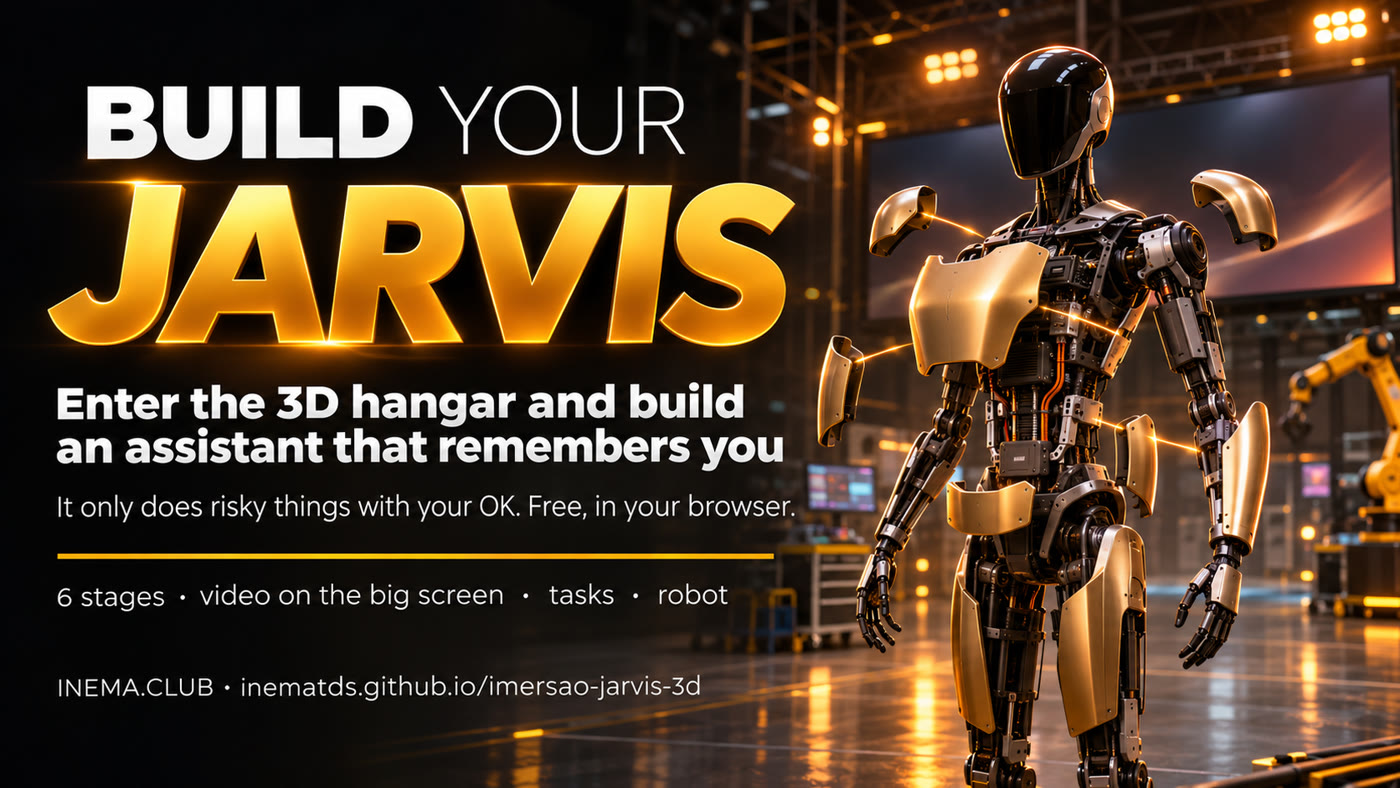 BUILD YOUR
JARVIS
Enter the 3D hangar and build
an assistant that remembers you
It only does risky things with your OK. Free, in your browser.
6 stages • video on the big screen • tasks • robot
INEMA.CLUB • inematds.github.io/imersao-jarvis-3d